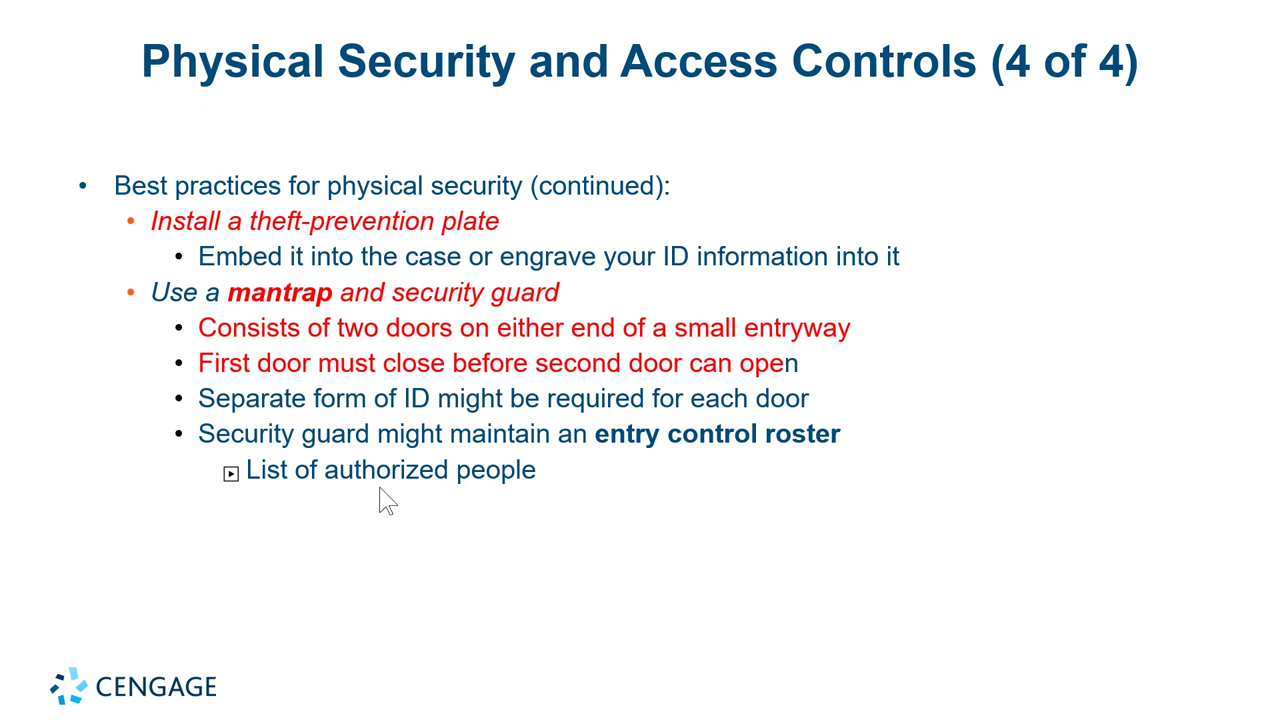 Physical Security and Access Controls (4 of 4)
• Best practices for physical security (continued):
• Install a theft-prevention plate
• Embed it into the case or engrave your ID information into it
• Use a mantrap and security guard
• Consists of two doors on either end of a small entryway
• First door must close before second door can open
• Separate form of ID might be required for each door
• Security guard might maintain an entry control roster
List of authorized people
CENGAGE